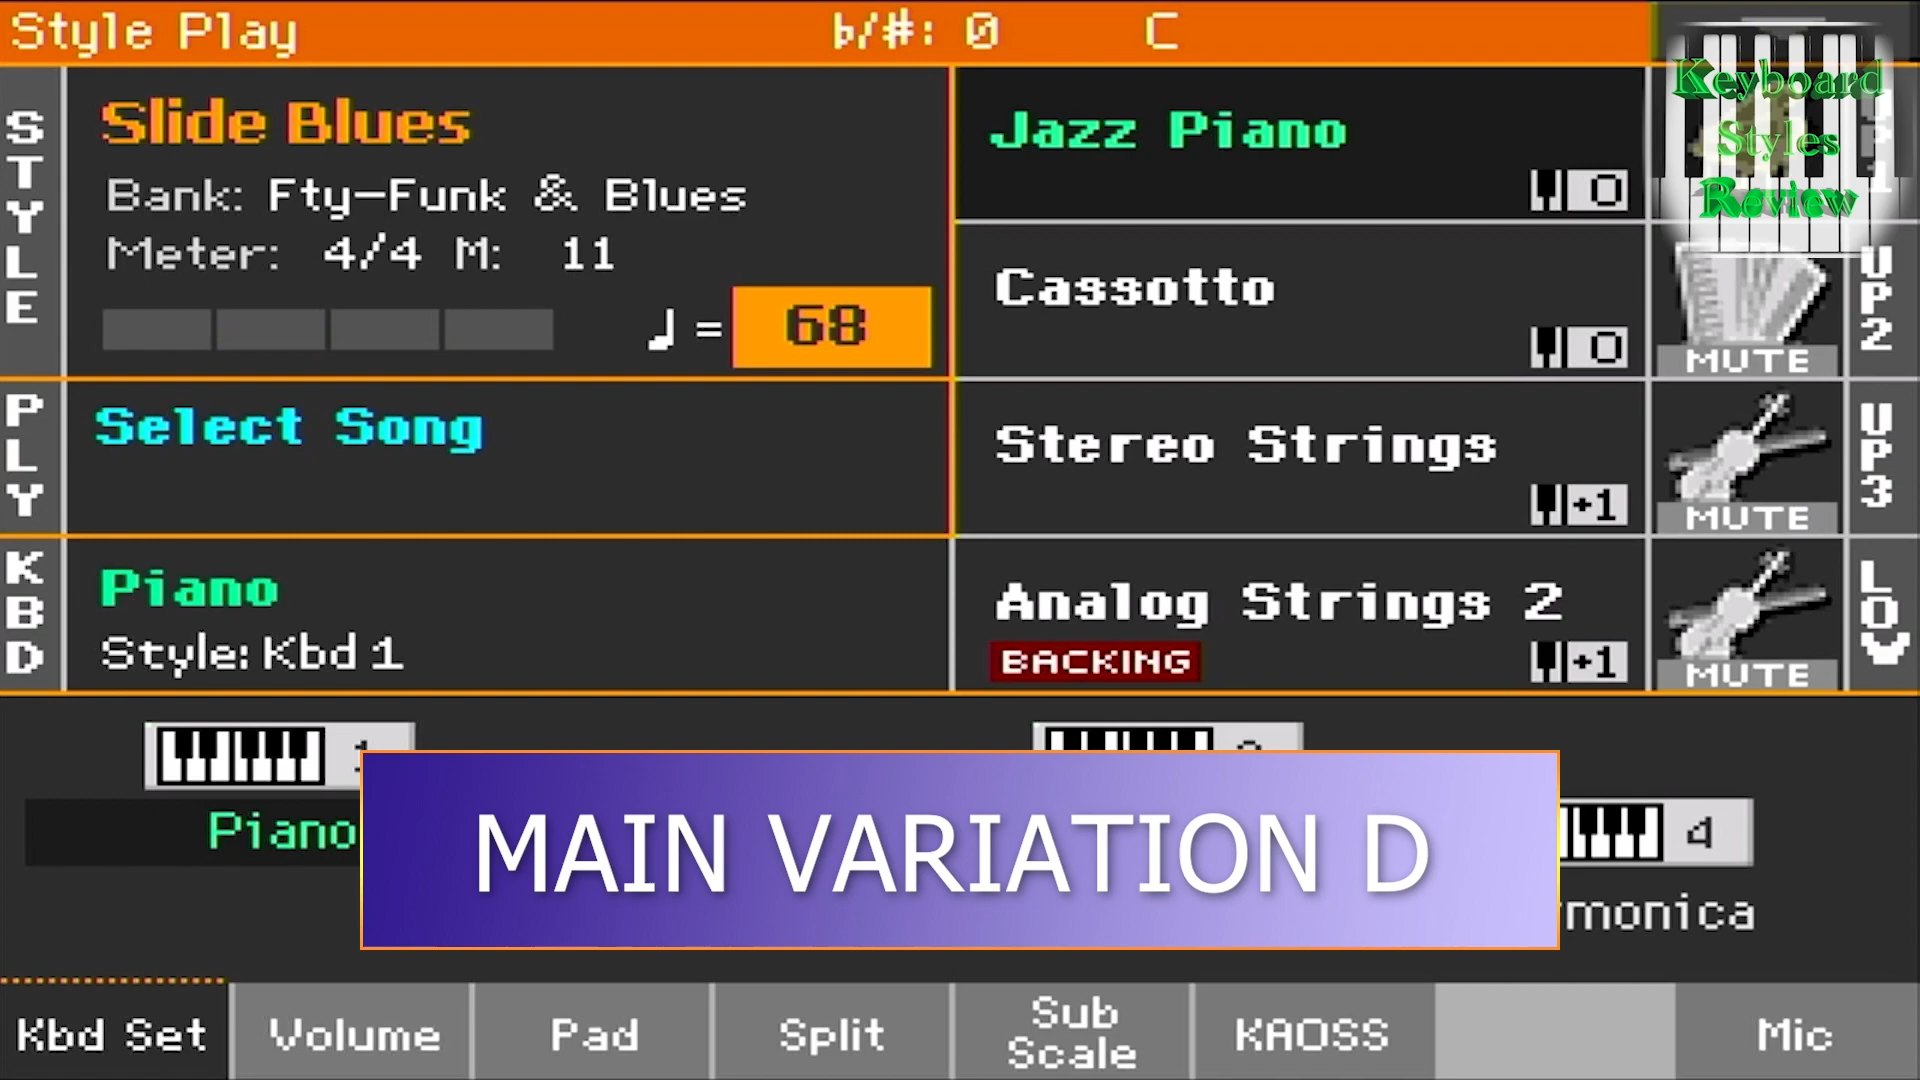 Style Play ♭/#: 0 C
Keyboard
Styles
Review
STYLE
Slide Blues
Bank: Fty-Funk & Blues
Meter: 4/4 M: 11
♩ = 68
Jazz Piano
0
Cassotto
0
MUTE
UP2
PLY
Select Song
Stereo Strings
+1
MUTE
UP3
KBD
Piano
Style: Kbd 1
Analog Strings 2
BACKING
+1
MUTE
LOW
Piano
MAIN VARIATION D
4
monica
Kbd Set
Volume
Pad
Split
Sub
Scale
KAOSS
Mic